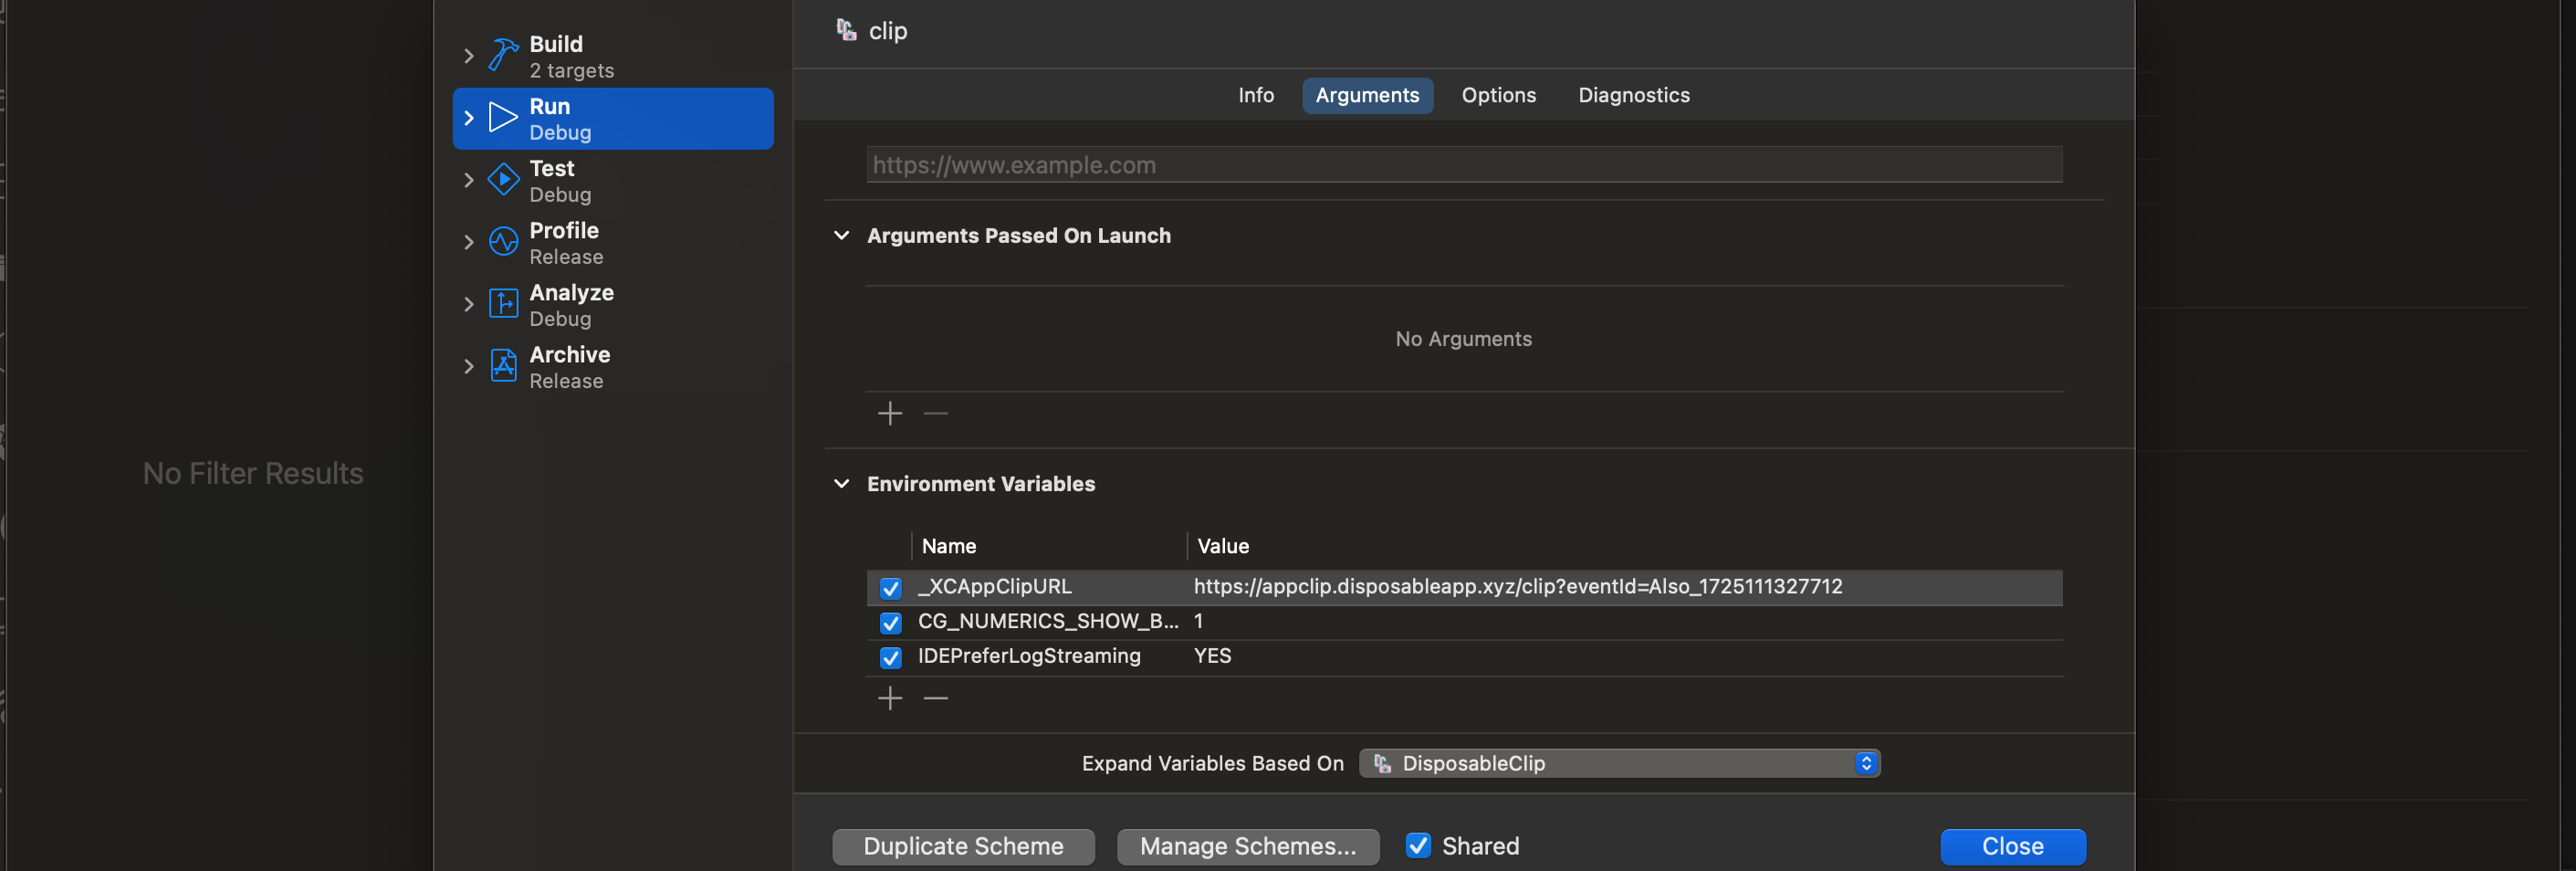 Build
2 targets
Run
Debug
Test
Debug
Profile
Release
Analyze
Debug
Archive
Release
No Filter Results
clip
Info Arguments Options Diagnostics
https://www.example.com
Arguments Passed On Launch
No Arguments
Environment Variables
Name Value
_XCAppClipURL https://appclip.disposableapp.xyz/clip?eventId=Also_1725111327712
CG_NUMERICS_SHOW_B... 1
IDEPreferLogStreaming YES
Expand Variables Based On DisposableClip
Duplicate Scheme Manage Schemes... Shared Close